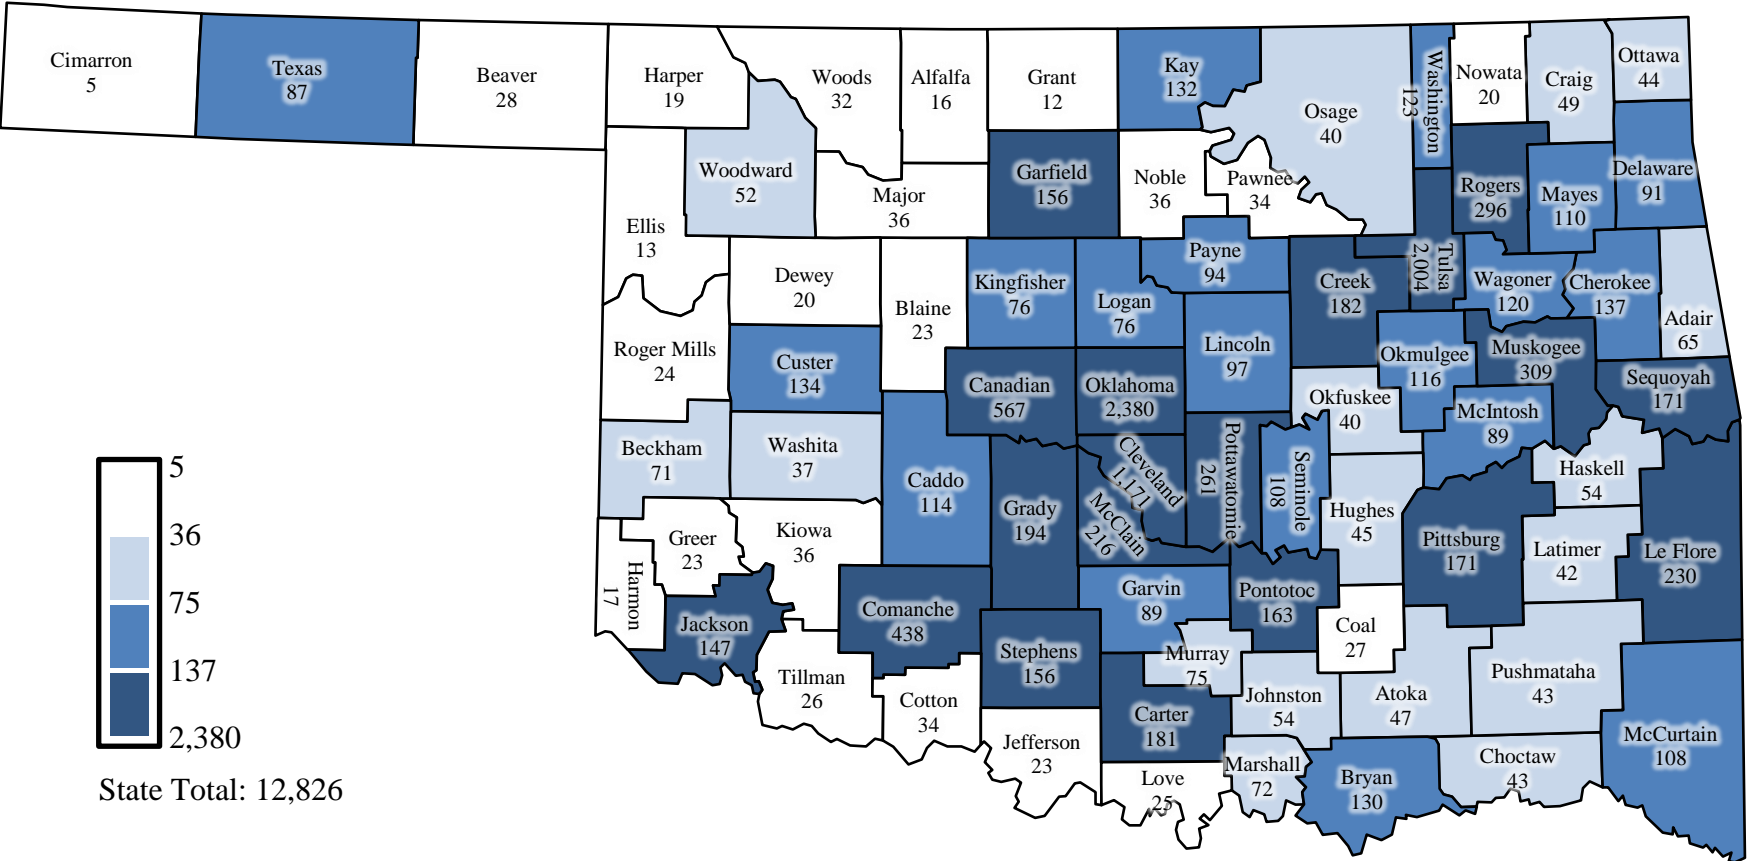 Cimarron
5
Texas
87
Beaver
28
Harper
19
Woods
32
Alfalfa
16
Grant
12
Kay
132
Osage
40
Washington
123
Nowata
20
Craig
49
Ottawa
44
Woodward
52
Major
36
Garfield
156
Noble
36
Pawnee
34
Rogers
296
Mayes
110
Delaware
91
Ellis
13
Dewey
20
Blaine
23
Kingfisher
76
Logan
76
Payne
94
Creek
182
Tulsa
2,004
Wagoner
120
Cherokee
137
Adair
65
Roger Mills
24
Custer
134
Canadian
567
Oklahoma
2,380
Lincoln
97
Okmulgee
116
Muskogee
309
Sequoyah
171
Okfuskee
40
McIntosh
89
Beckham
71
Washita
37
Caddo
114
Grady
194
Cleveland
1,171
McClain
216
Pottawatomie
261
Seminole
108
Hughes
45
Haskell
54
Pittsburg
171
Latimer
42
Le Flore
230
Greer
23
Kiowa
36
Harmon
17
Jackson
147
Comanche
438
Stephens
156
Garvin
89
Pontotoc
163
Coal
27
Murray
75
Tillman
26
Cotton
34
Johnston
54
Atoka
47
Pushmataha
43
McCurtain
108
Jefferson
23
Carter
181
Love
25
Marshall
72
Bryan
130
Choctaw
43
5
36
75
137
2,380
State Total: 12,826